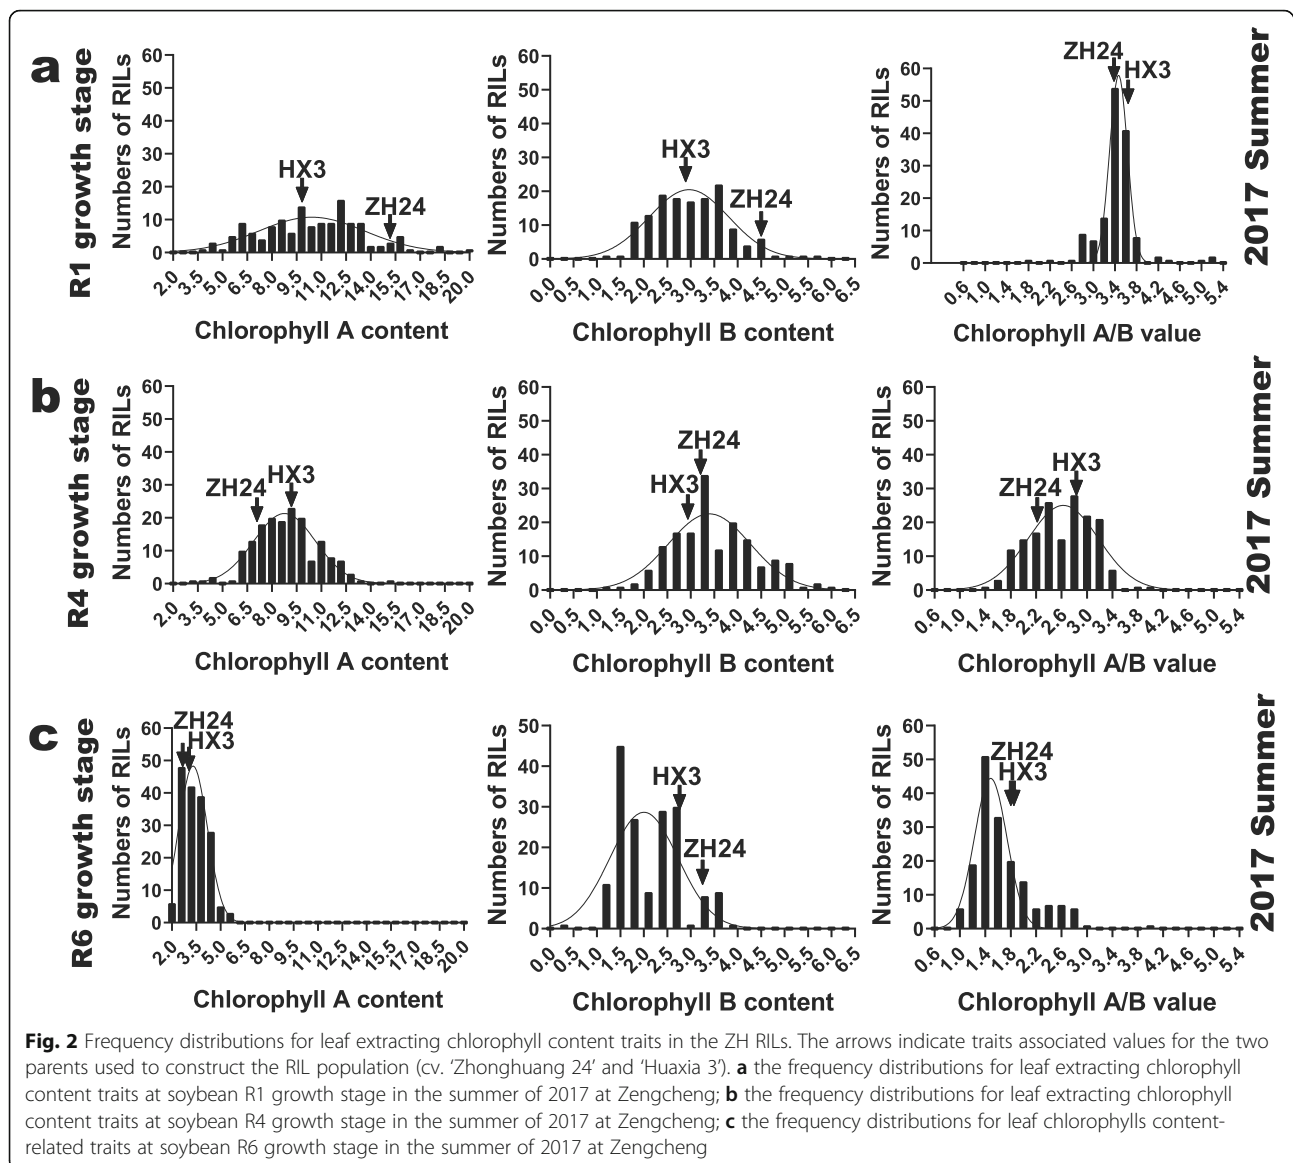 a
R1 growth stage
Numbers of RILs
60
50
40
30
20
10
0
HX3
ZH24
2.0 3.5 5.0 6.5 8.0 9.5 11.0 12.5 14.0 15.5 17.0 18.5 20.0
Chlorophyll A content
Numbers of RILs
60
50
40
30
20
10
0
HX3
ZH24
0.0 0.5 1.0 1.5 2.0 2.5 3.0 3.5 4.0 4.5 5.0 5.5 6.0 6.5
Chlorophyll B content
Numbers of RILs
60
50
40
30
20
10
0
ZH24
HX3
0.6 1.0 1.4 1.8 2.2 2.6 3.0 3.4 3.8 4.2 4.6 5.0 5.4
Chlorophyll A/B value
2017 Summer
b
R4 growth stage
Numbers of RILs
60
50
40
30
20
10
0
ZH24
HX3
2.0 3.5 5.0 6.5 8.0 9.5 11.0 12.5 14.0 15.5 17.0 18.5 20.0
Chlorophyll A content
Numbers of RILs
60
50
40
30
20
10
0
ZH24
HX3
0.0 0.5 1.0 1.5 2.0 2.5 3.0 3.5 4.0 4.5 5.0 5.5 6.0 6.5
Chlorophyll B content
Numbers of RILs
60
50
40
30
20
10
0
HX3
ZH24
0.6 1.0 1.4 1.8 2.2 2.6 3.0 3.4 3.8 4.2 4.6 5.0 5.4
Chlorophyll A/B value
2017 Summer
c
R6 growth stage
Numbers of RILs
60
50
40
30
20
10
0
ZH24
HX3
2.0 3.5 5.0 6.5 8.0 9.5 11.0 12.5 14.0 15.5 17.0 18.5 20.0
Chlorophyll A content
Numbers of RILs
50
40
30
20
10
0
HX3
ZH24
0.0 0.5 1.0 1.5 2.0 2.5 3.0 3.5 4.0 4.5 5.0 5.5 6.0 6.5
Chlorophyll B content
Numbers of RILs
60
50
40
30
20
10
0
ZH24
HX3
0.6 1.0 1.4 1.8 2.2 2.6 3.0 3.4 3.8 4.2 4.6 5.0 5.4
Chlorophyll A/B value
2017 Summer
Fig. 2 Frequency distributions for leaf extracting chlorophyll content traits in the ZH RILs. The arrows indicate traits associated values for the two
parents used to construct the RIL population (cv. ‘Zhonghuang 24’ and ‘Huaxia 3’). a the frequency distributions for leaf extracting chlorophyll
content traits at soybean R1 growth stage in the summer of 2017 at Zengcheng; b the frequency distributions for leaf extracting chlorophyll
content traits at soybean R4 growth stage in the summer of 2017 at Zengcheng; c the frequency distributions for leaf chlorophylls content-
related traits at soybean R6 growth stage in the summer of 2017 at Zengcheng